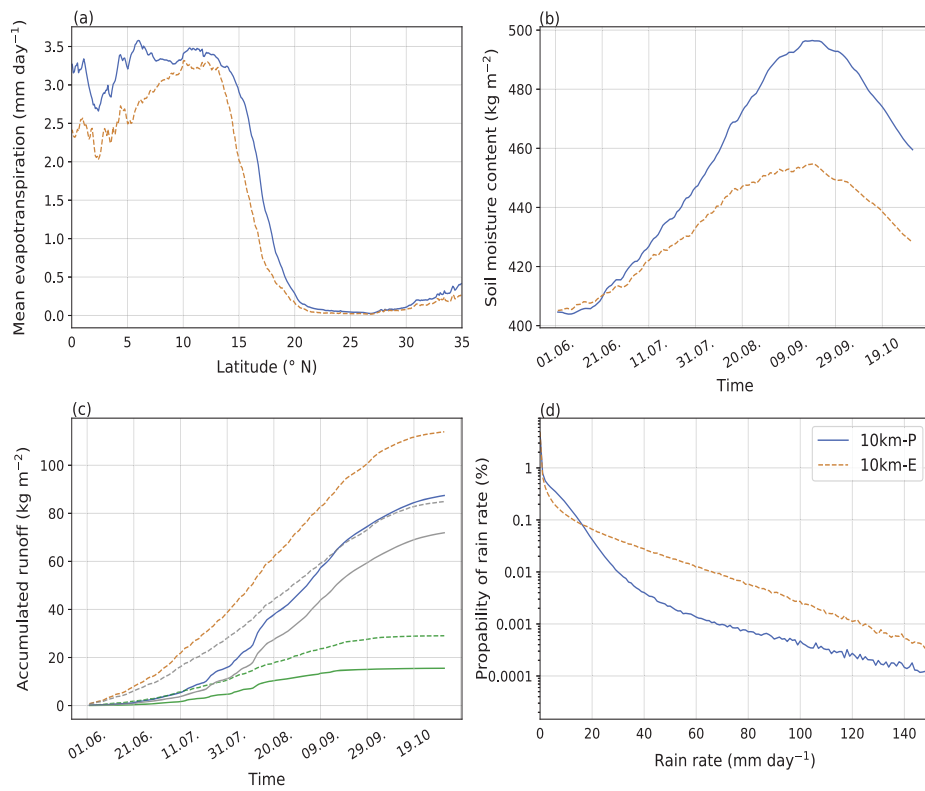 (a)
Mean evapotranspiration (mm day⁻¹)
3.5
3.0
2.5
2.0
1.5
1.0
0.5
0.0
0 5 10 15 20 25 30 35
Latitude (° N)
(b)
Soil moisture content (kg m⁻²)
500
480
460
440
420
400
01.06. 21.06. 11.07. 31.07. 20.08. 09.09. 29.09. 19.10
Time
(c)
Accumulated runoff (kg m⁻²)
100
80
60
40
20
0
01.06. 21.06. 11.07. 31.07. 20.08. 09.09. 29.09. 19.10
Time
(d)
Propability of rain rate (%)
1
0.1
0.01
0.001
0.0001
10km-P
10km-E
0 20 40 60 80 100 120 140
Rain rate (mm day⁻¹)